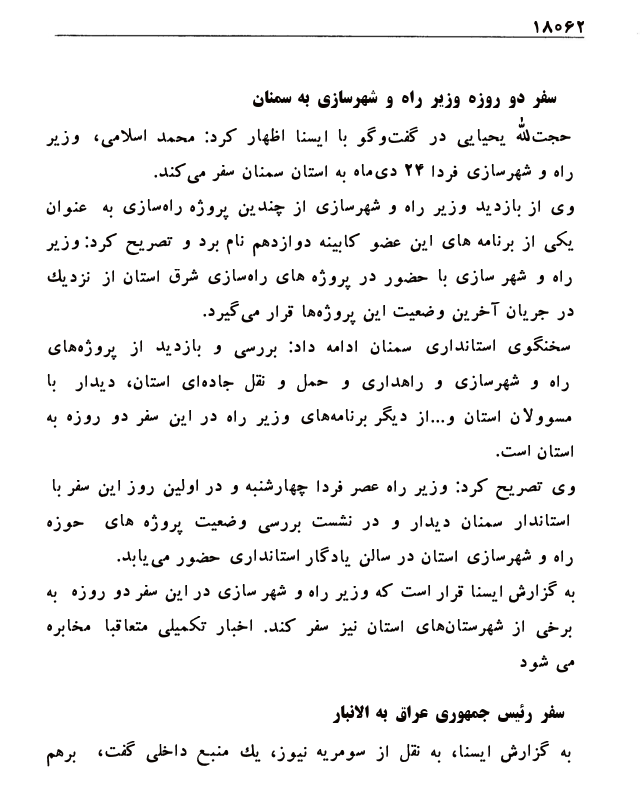 ۱۸۰۶۲
سفر دو روزه وزیر راه و شهرسازی به سمنان
حجت‌الله یحیایی در گفت‌وگو با ایسنا اظهار کرد: محمد اسلامی، وزیر
راه و شهرسازی فردا ۲۴ دی‌ماه به استان سمنان سفر می‌کند.
وی از بازدید وزیر راه و شهرسازی از چندین پروژه راه‌سازی به عنوان
یکی از برنامه های این عضو کابینه دوازدهم نام برد و تصریح کرد: وزیر
راه و شهر سازی با حضور در پروژه های راه‌سازی شرق استان از نزدیك
در جریان آخرین وضعیت این پروژه‌ها قرار می‌گیرد.
سخنگوی استانداری سمنان ادامه داد: بررسی و بازدید از پروژه‌های
راه و شهرسازی و راهداری و حمل و نقل جاده‌ای استان، دیدار با
مسوولان استان و...از دیگر برنامه‌های وزیر راه در این سفر دو روزه به
استان است.
وی تصریح کرد: وزیر راه عصر فردا چهارشنبه و در اولین روز این سفر با
استاندار سمنان دیدار و در نشست بررسی وضعیت پروژه های حوزه
راه و شهرسازی استان در سالن یادگار استانداری حضور می‌یابد.
به گزارش ایسنا قرار است که وزیر راه و شهر سازی در این سفر دو روزه به
برخی از شهرستان‌های استان نیز سفر کند. اخبار تکمیلی متعاقبا مخابره
می شود
سفر رئیس جمهوری عراق به الانبار
به گزارش ایسنا، به نقل از سومریه نیوز، یك منبع داخلی گفت، برهم